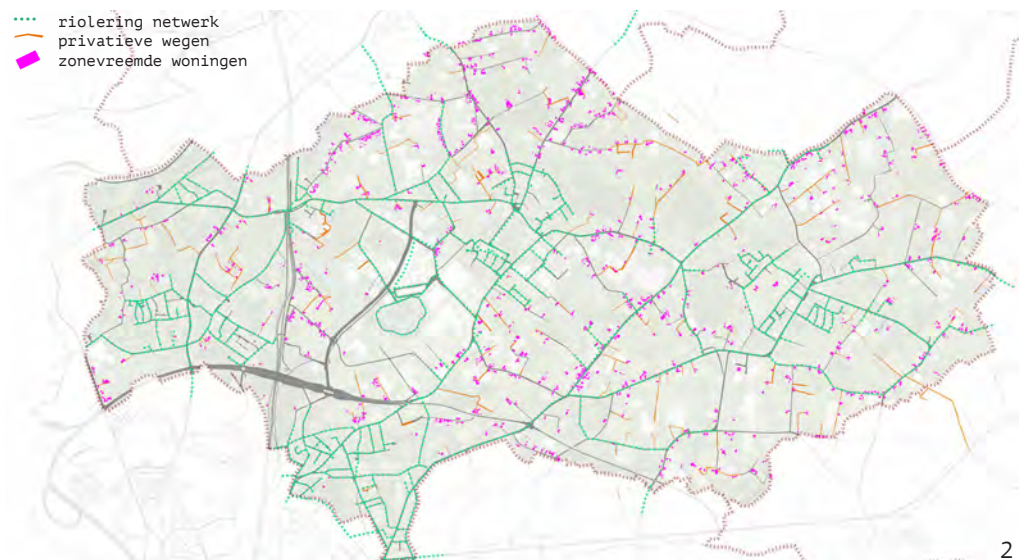 riolering netwerk
privatieve wegen
zonevreemde woningen
2